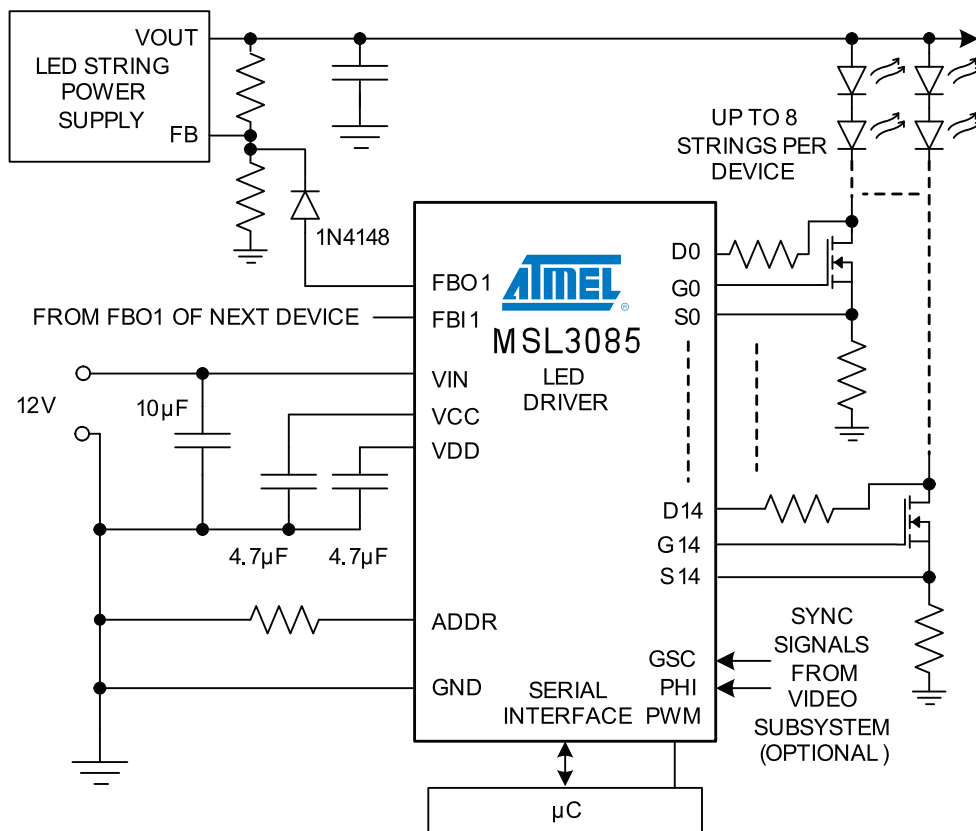 VOUT
LED STRING
POWER
SUPPLY
FB
UP TO 8
STRINGS PER
DEVICE
1N4148
FBO1
FROM FBO1 OF NEXT DEVICE
FBI1
ATMEL
®
MSL3085
LED
DRIVER
D0
G0
S0
12V
10µF
VIN
VCC
VDD
4.7µF
4.7µF
D14
G14
S14
ADDR
GND
SERIAL
INTERFACE
GSC
PHI
PWM
SYNC
SIGNALS
FROM
VIDEO
SUBSYSTEM
(OPTIONAL)
µC